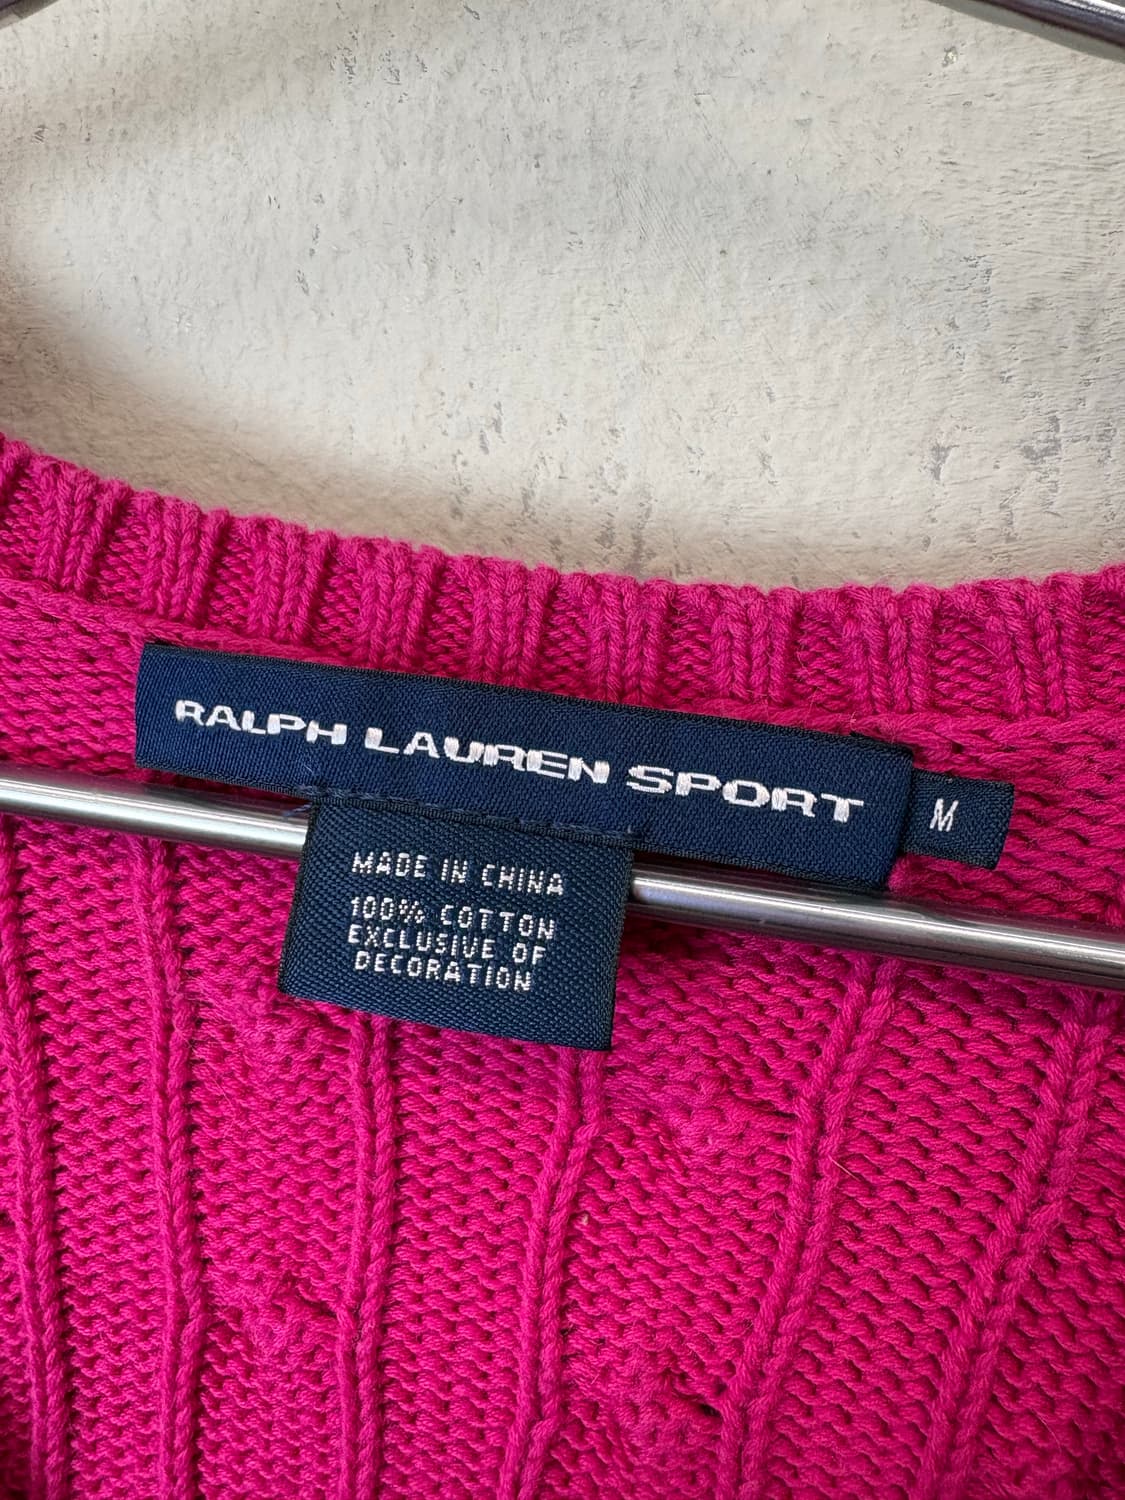 RALPH LAUREN SPORT
M
MADE IN CHINA
100% COTTON
EXCLUSIVE OF
DECORATION